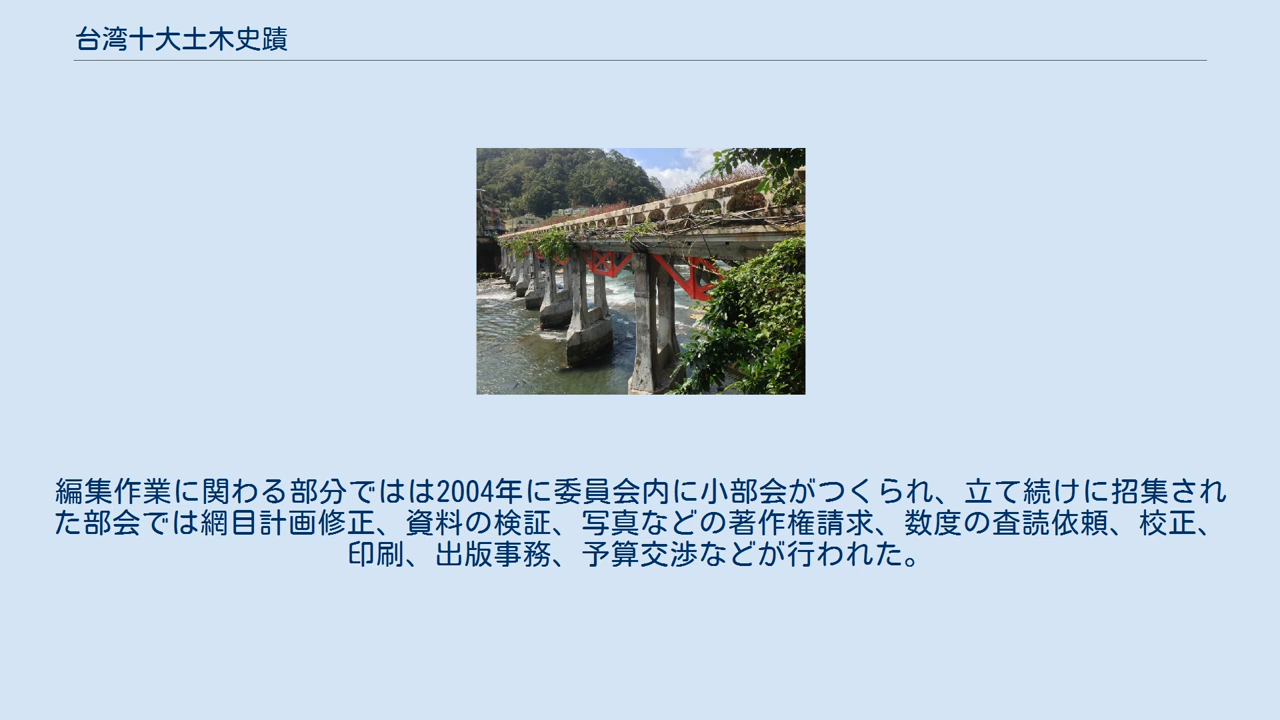 台湾十大土木史蹟
編集作業に関わる部分ではは2004年に委員会内に小部会がつくられ、立て続けに招集され
た部会では網目計画修正、資料の検証、写真などの著作権請求、数度の査読依頼、校正、
印刷、出版事務、予算交渉などが行われた。